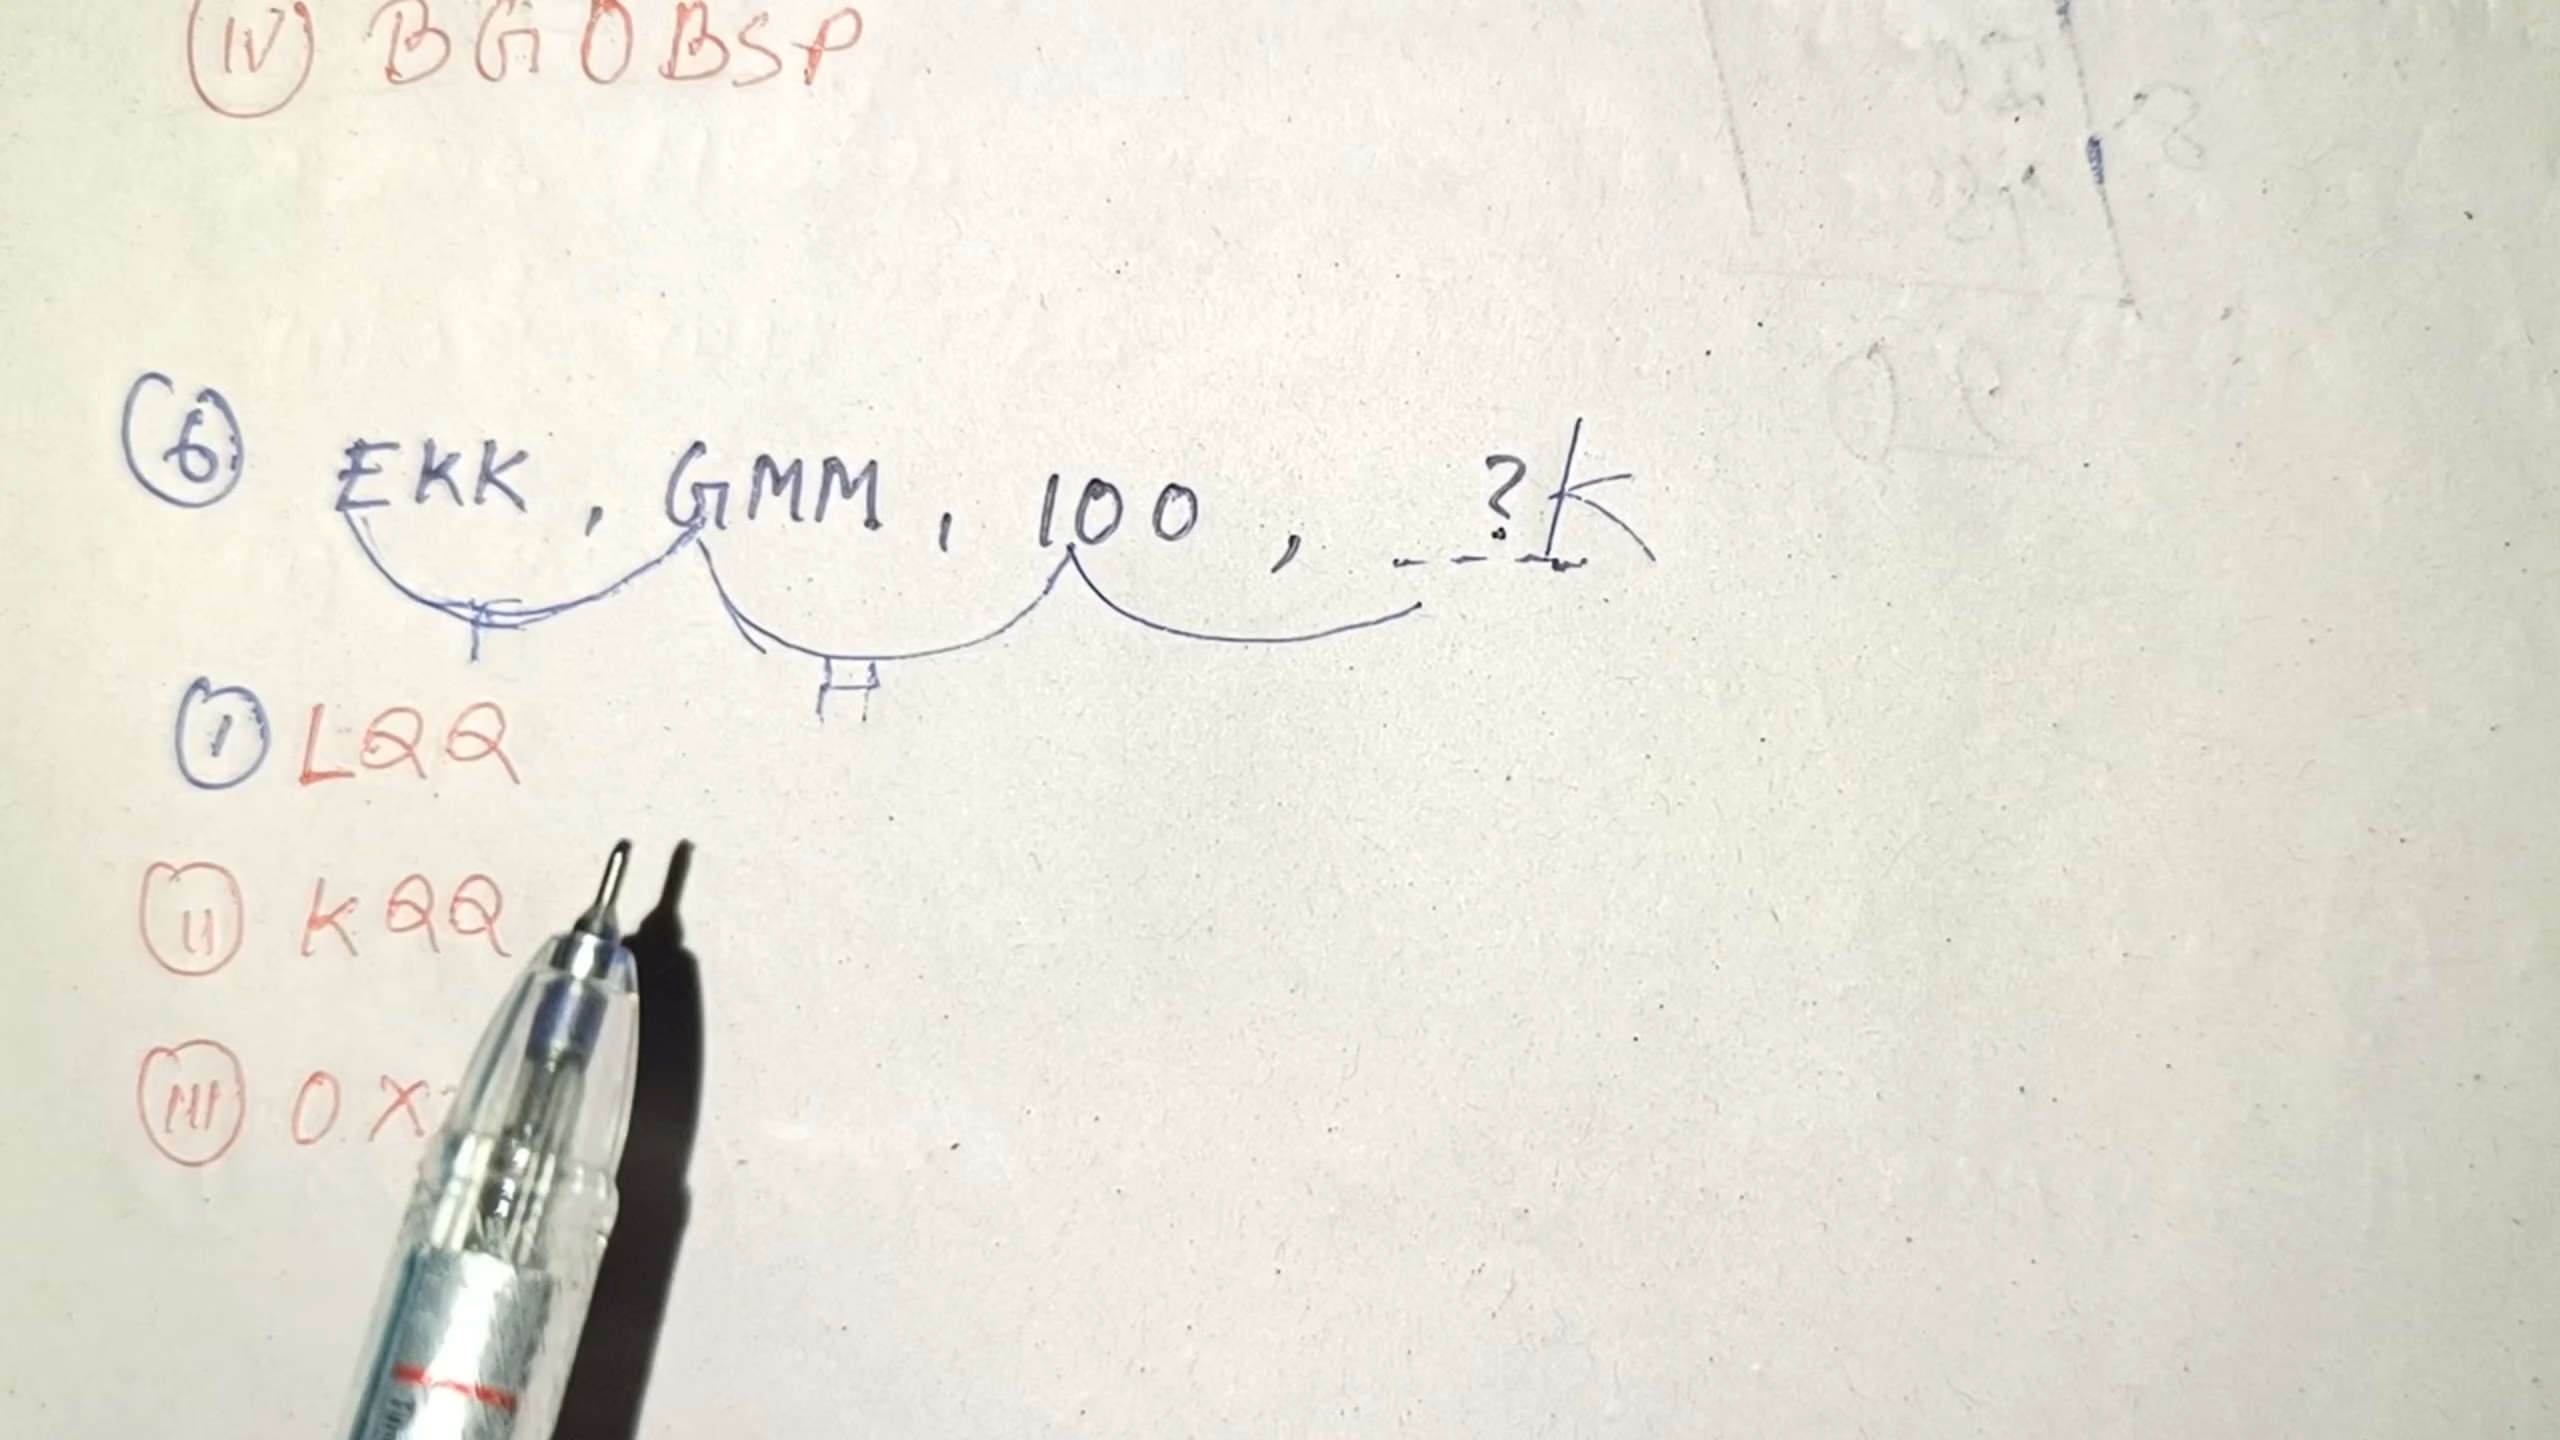 (IV) BGOBSP
(6) EKK, GMM, IOO, ---?K
F H
(I) LQQ
(II) KQQ
(III) OX